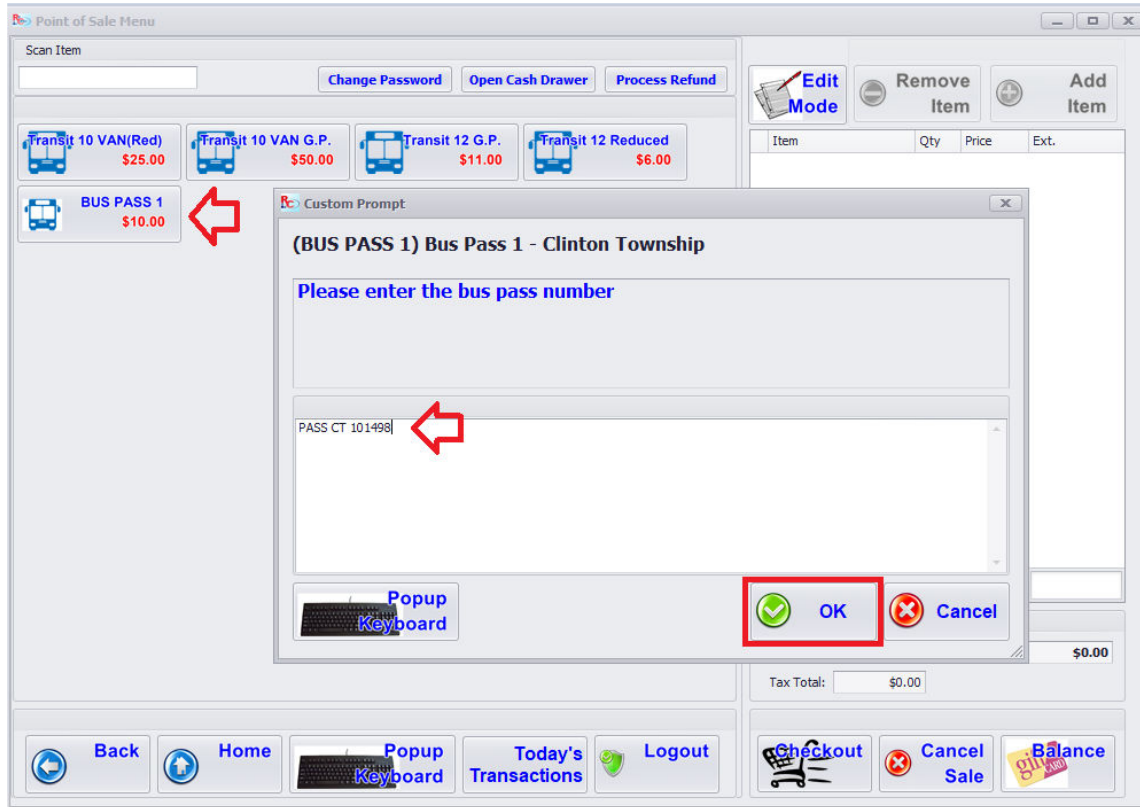 Point of Sale Menu
Scan Item
Change Password
Open Cash Drawer
Process Refund
Edit Mode
Remove Item
Add Item
Transit 10 VAN(Red)
$25.00
Transit 10 VAN G.P.
$50.00
Transit 12 G.P.
$11.00
Transit 12 Reduced
$6.00
Item Qty Price Ext.
BUS PASS 1
$10.00
Custom Prompt
(BUS PASS 1) Bus Pass 1 - Clinton Township
Please enter the bus pass number
PASS CT 101498
Popup
Keyboard
OK
Cancel
$0.00
Tax Total: $0.00
Back
Home
Popup
Keyboard
Today's
Transactions
Logout
Checkout
Cancel
Sale
Balance
gift
CARD